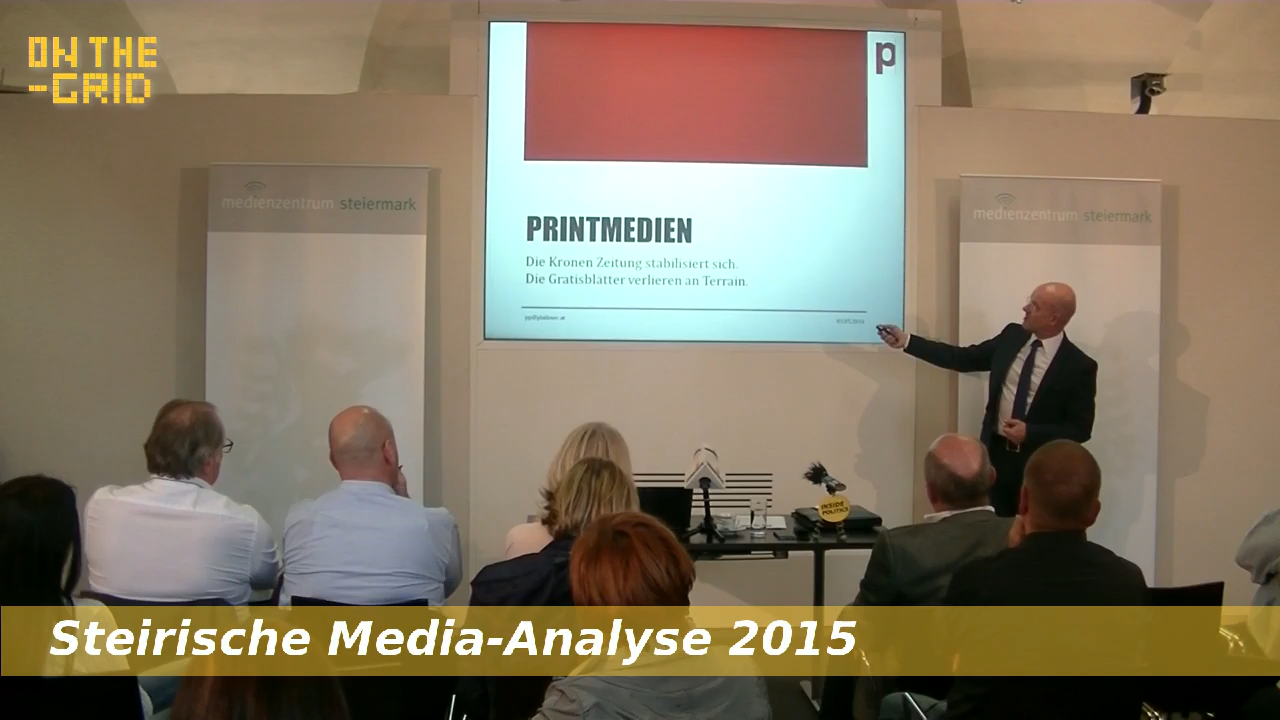 ON THE
-GRID
p
medienzentrum steiermark
medienzentrum steiermark
PRINTMEDIEN
Die Kronen Zeitung stabilisiert sich.
Die Gratisblätter verlieren an Terrain.
INSIDE
POLITICS
Steirische Media-Analyse 2015